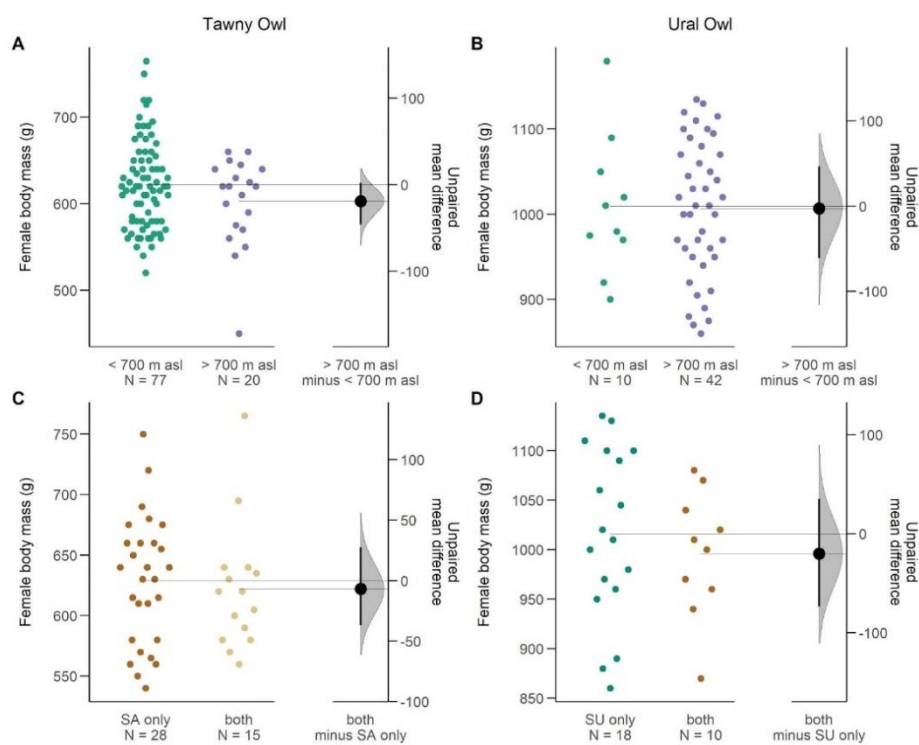 Tawny Owl
Ural Owl
A
B
Female body mass (g)
700
600
500
100
0
-100
Unpaired
mean difference
< 700 m asl
N = 77
> 700 m asl
N = 20
> 700 m asl
minus < 700 m asl
Female body mass (g)
1100
1000
900
100
0
-100
Unpaired
mean difference
< 700 m asl
N = 10
> 700 m asl
N = 42
> 700 m asl
minus < 700 m asl
C
D
Female body mass (g)
750
700
650
600
550
100
50
0
-50
-100
Unpaired
mean difference
SA only
N = 28
both
N = 15
both
minus SA only
Female body mass (g)
1100
1050
1000
950
900
850
100
0
-100
Unpaired
mean difference
SU only
N = 18
both
N = 10
both
minus SU only